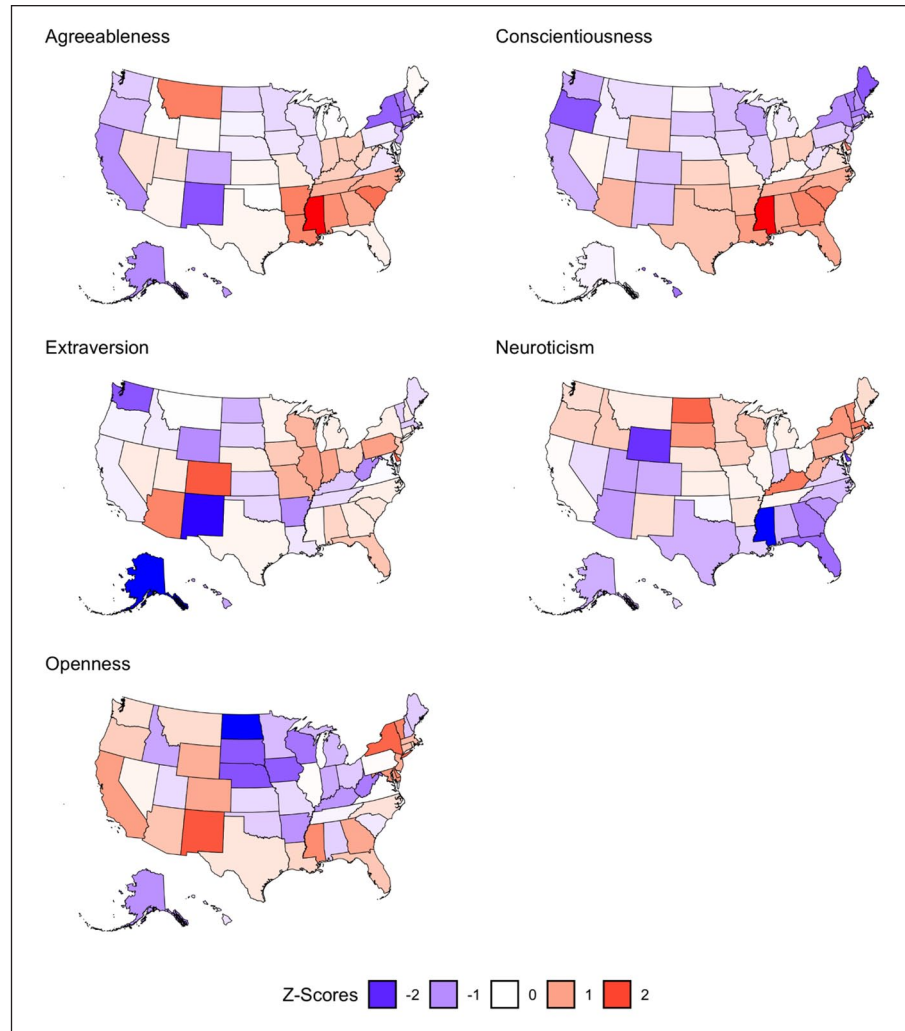 Agreeableness
Conscientiousness
Extraversion
Neuroticism
Openness
Z-Scores -2 -1 0 1 2